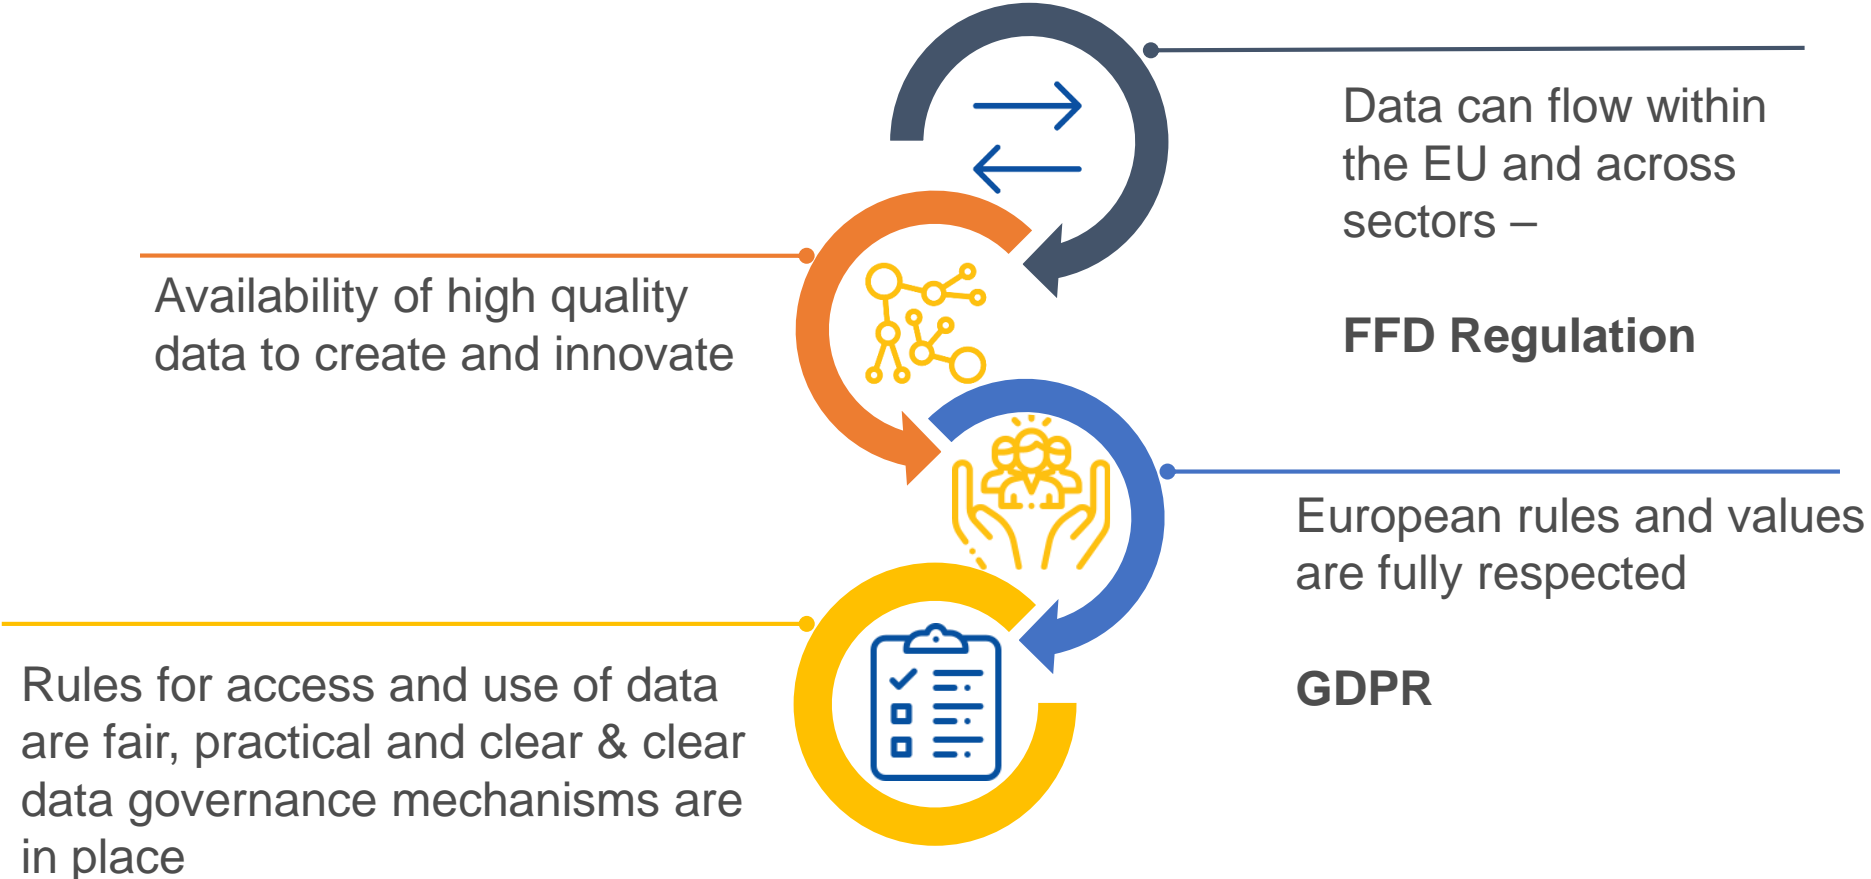 Data can flow within
the EU and across
sectors –
FFD Regulation
Availability of high quality
data to create and innovate
European rules and values
are fully respected
GDPR
Rules for access and use of data
are fair, practical and clear & clear
data governance mechanisms are
in place